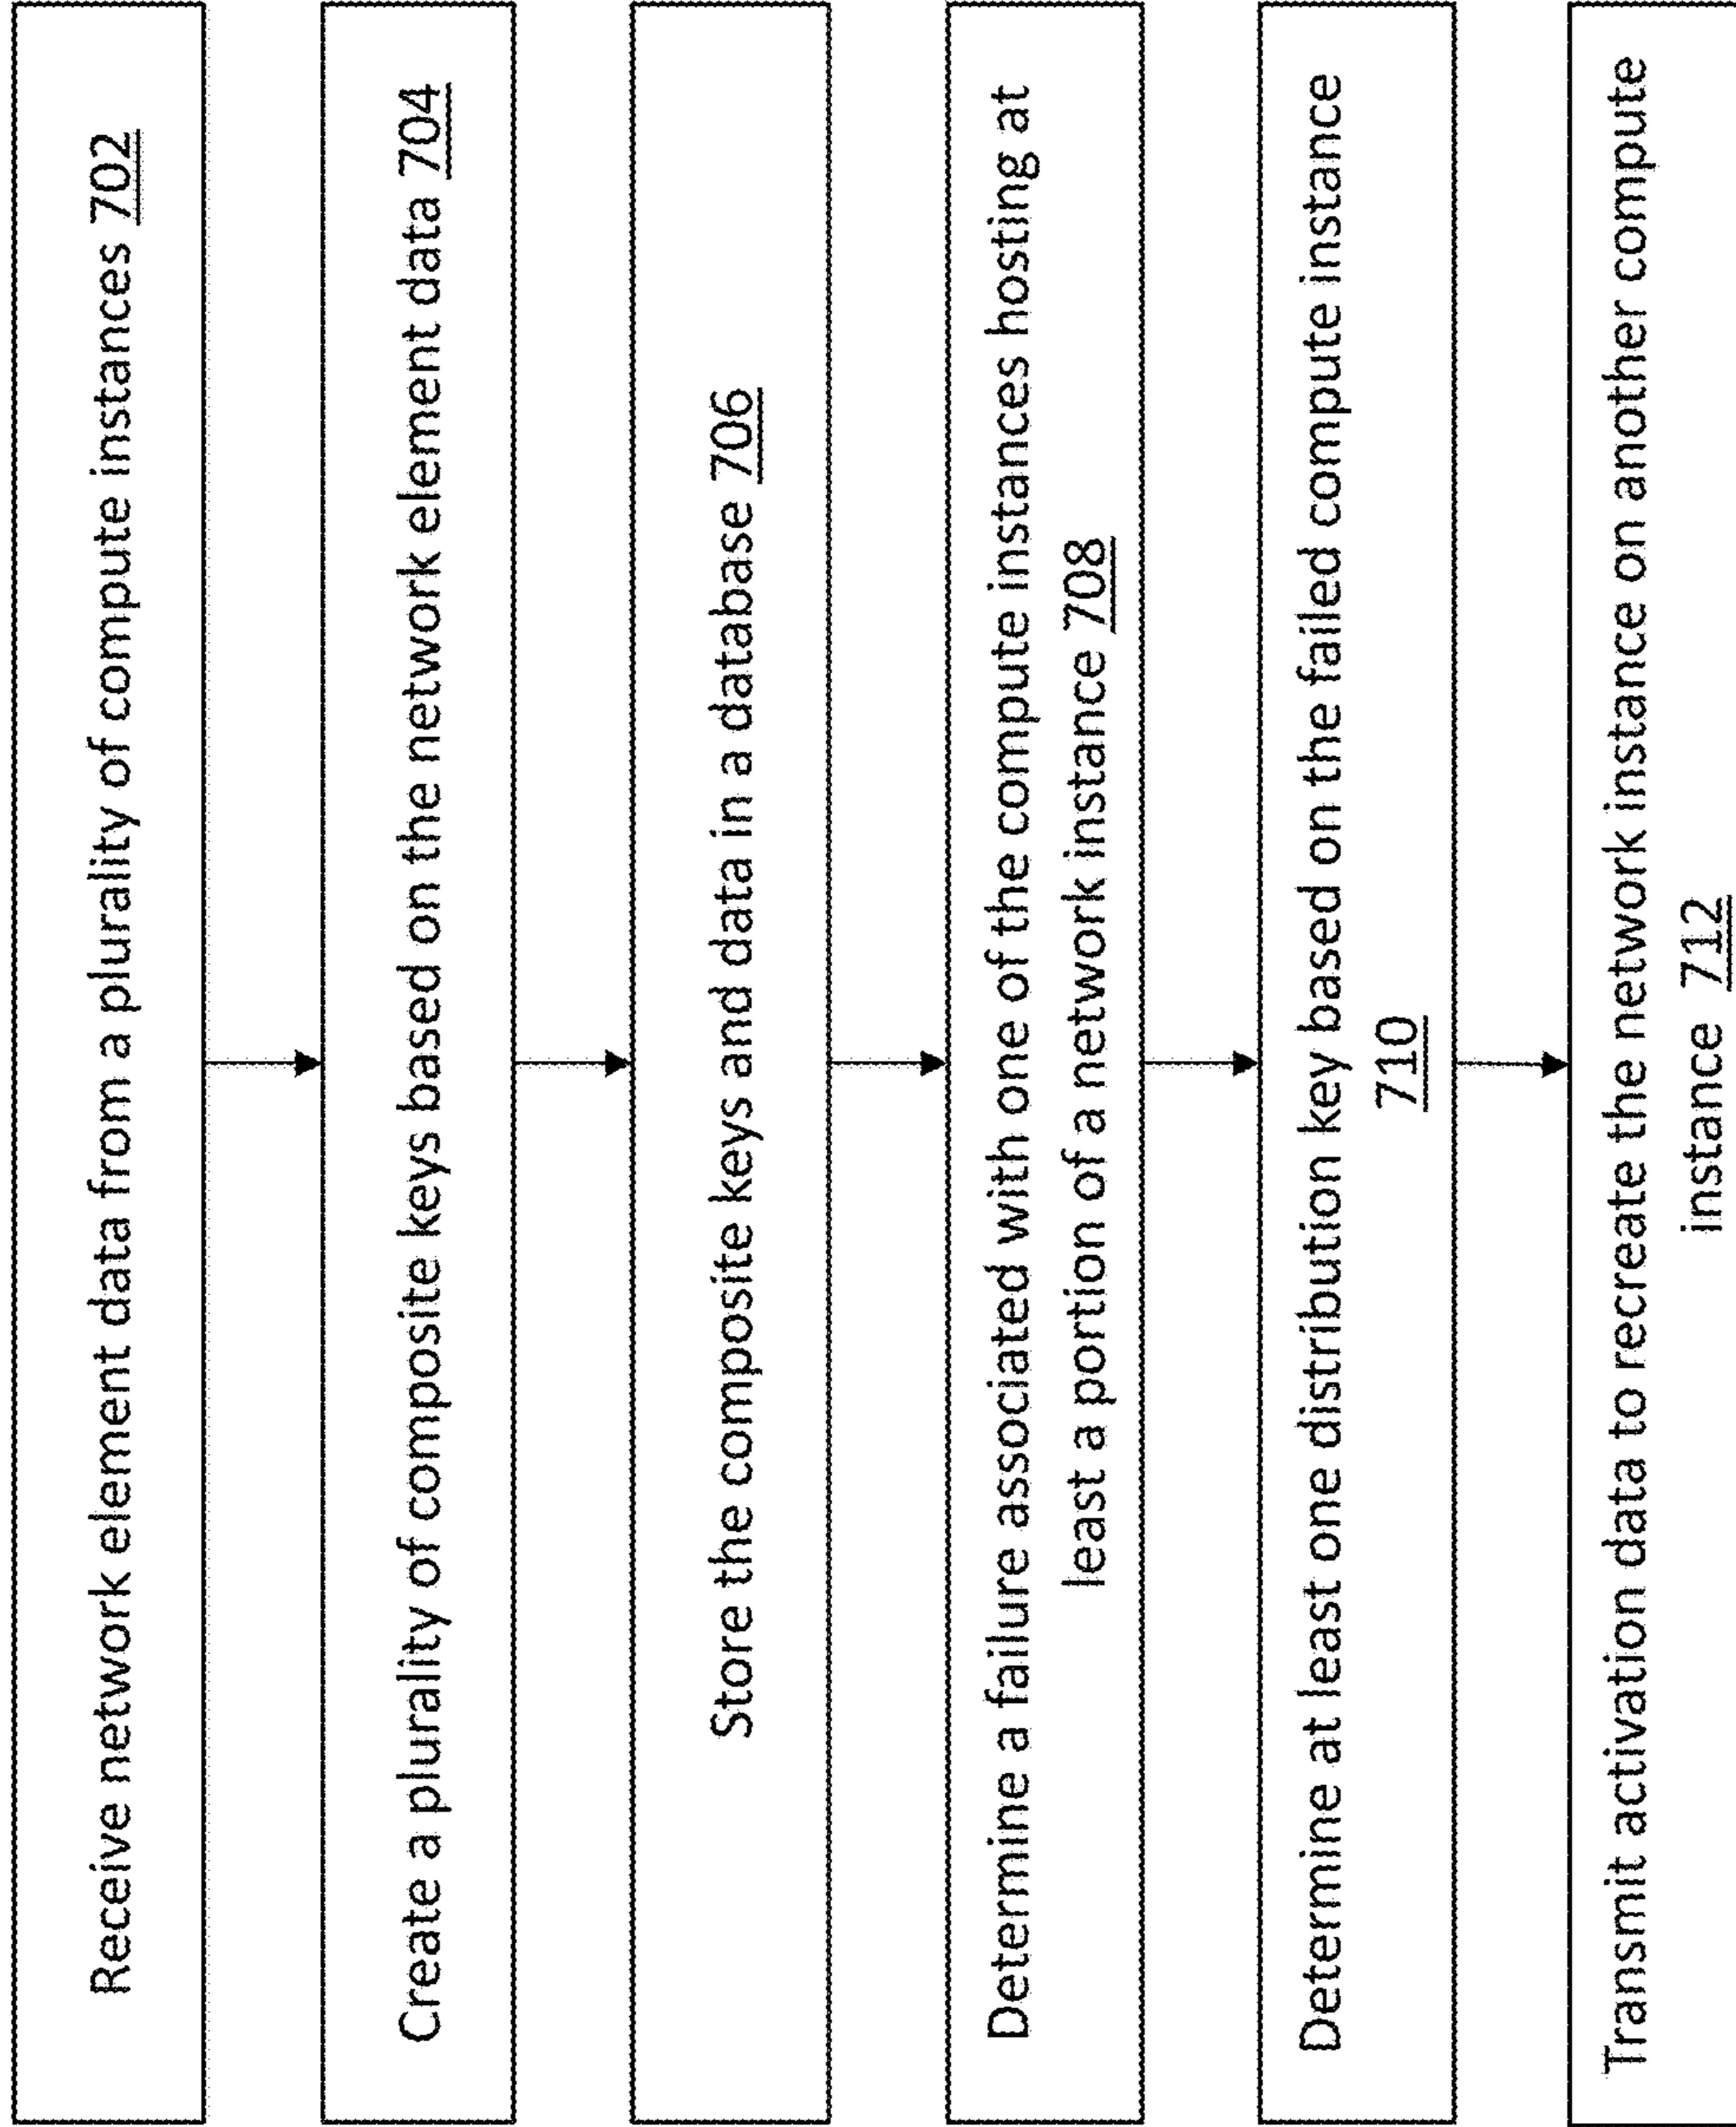 Receive network element data from a plurality of compute instances 702
Create a plurality of composite keys based on the network element data 704
Store the composite keys and data in a database 706
Determine a failure associated with one of the compute instances hosting at
least a portion of a network instance 708
Determine at least one distribution key based on the failed compute instance
710
Transmit activation data to recreate the network instance on another compute
instance 712